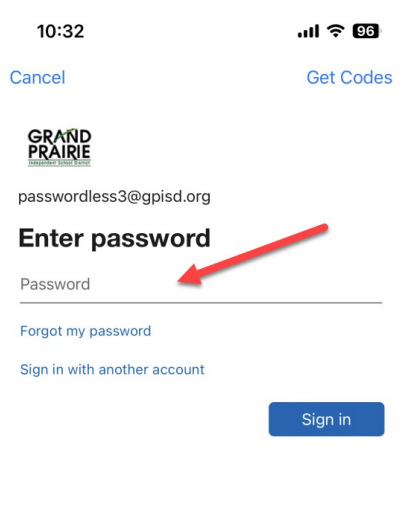 10:32
96
Cancel
Get Codes
GRAND
PRAIRIE
Independent School District
passwordless3@gpisd.org
Enter password
Password
Forgot my password
Sign in with another account
Sign in